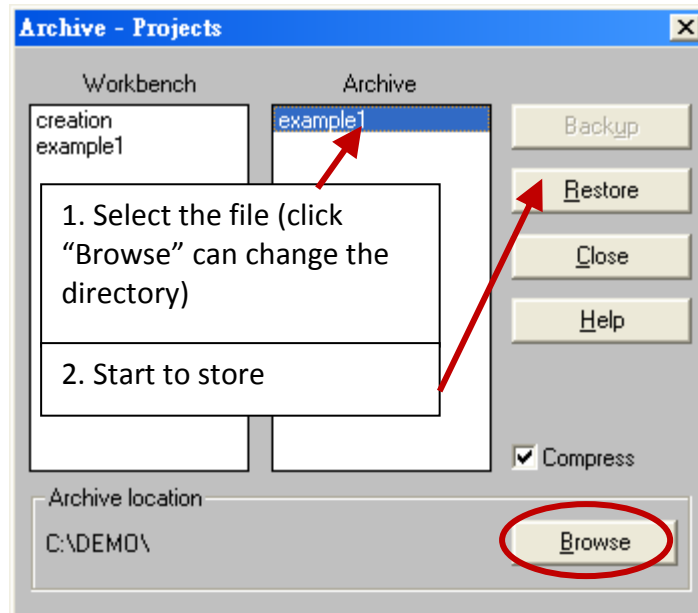 Archive - Projects
Workbench
Archive
creation
example1
example1
Backup
Restore
Close
Help
1. Select the file (click
“Browse” can change the
directory)
2. Start to store
Compress
Archive location
C:\DEMO\
Browse